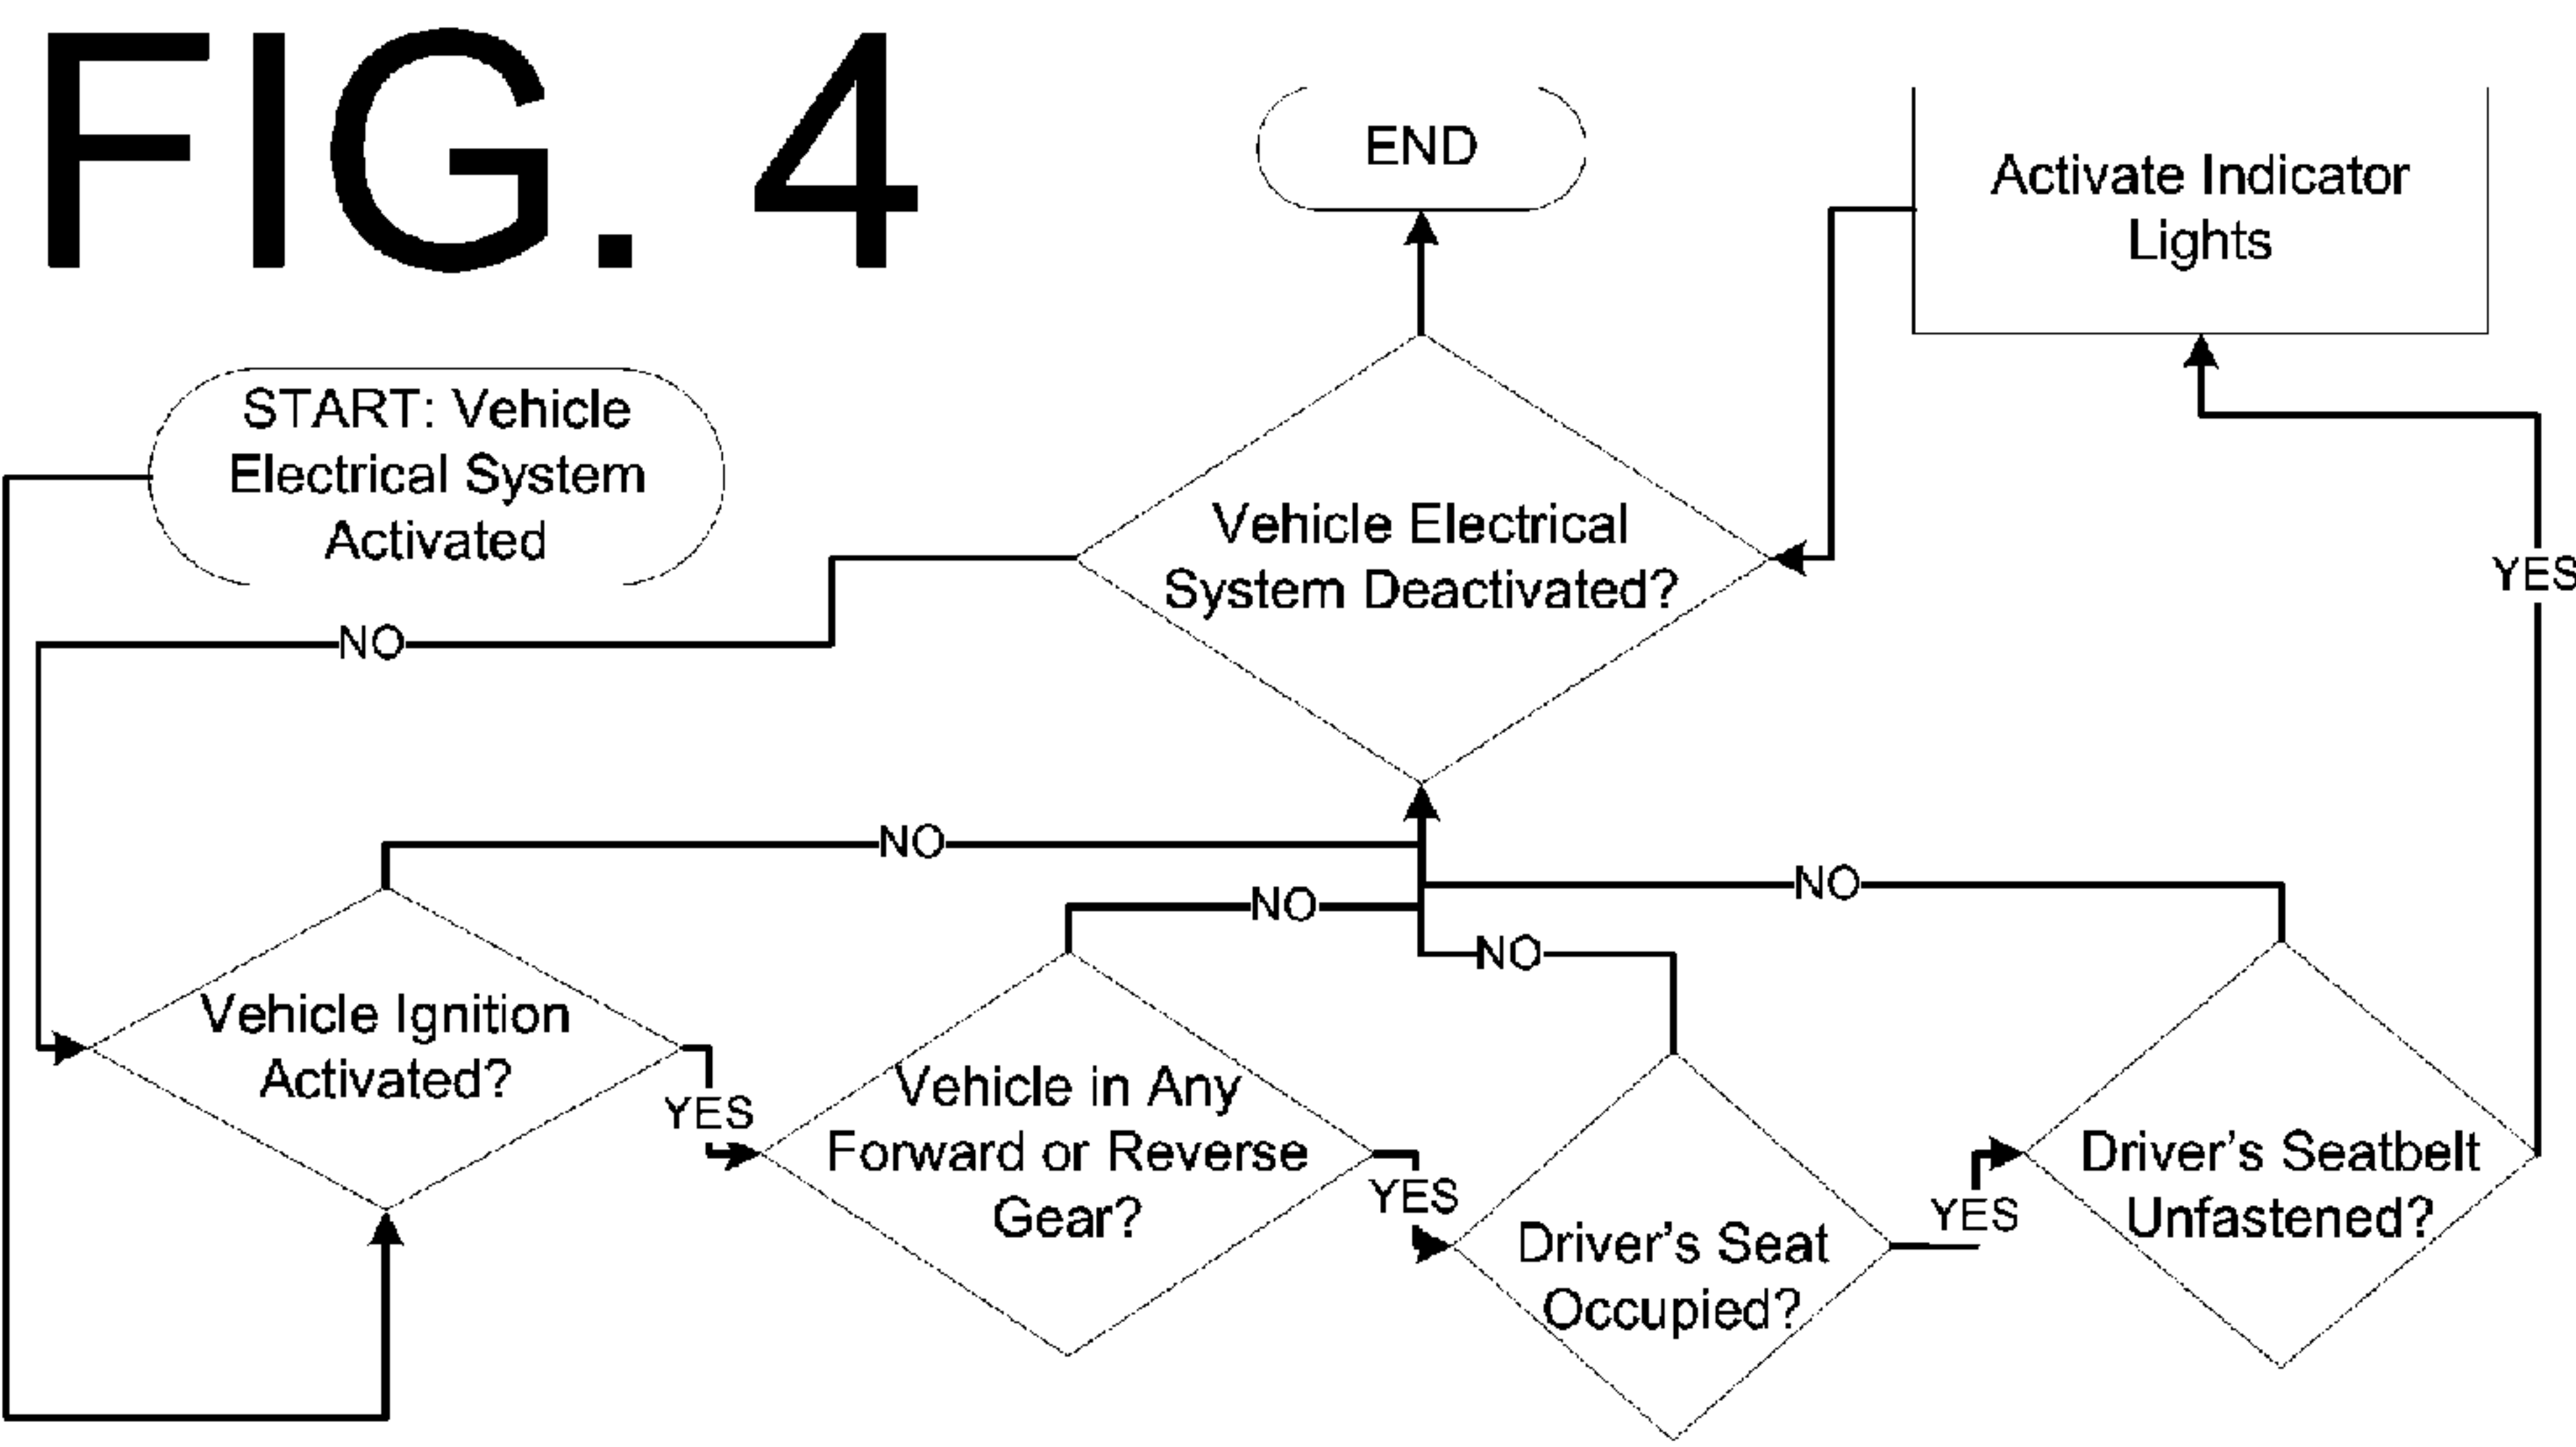 FIG. 4
END
Activate Indicator
Lights
START: Vehicle
Electrical System
Activated
Vehicle Electrical
System Deactivated?
YES
NO
NO
NO
NO
NO
Vehicle Ignition
Activated?
YES
Vehicle in Any
Forward or Reverse
Gear?
YES
Driver's Seat
Occupied?
YES
Driver's Seatbelt
Unfastened?